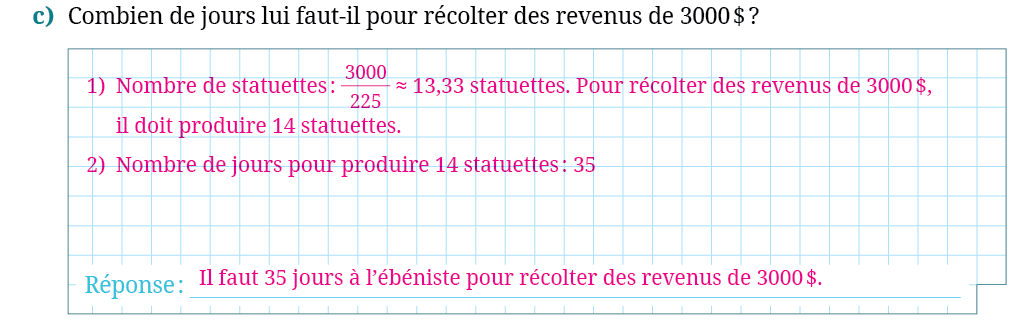 c) Combien de jours lui faut-il pour récolter des revenus de 3000 $ ?
1) Nombre de statuettes : 3000/225 ≈ 13,33 statuettes. Pour récolter des revenus de 3000 $,
il doit produire 14 statuettes.
2) Nombre de jours pour produire 14 statuettes : 35
Réponse : Il faut 35 jours à l’ébéniste pour récolter des revenus de 3000 $.